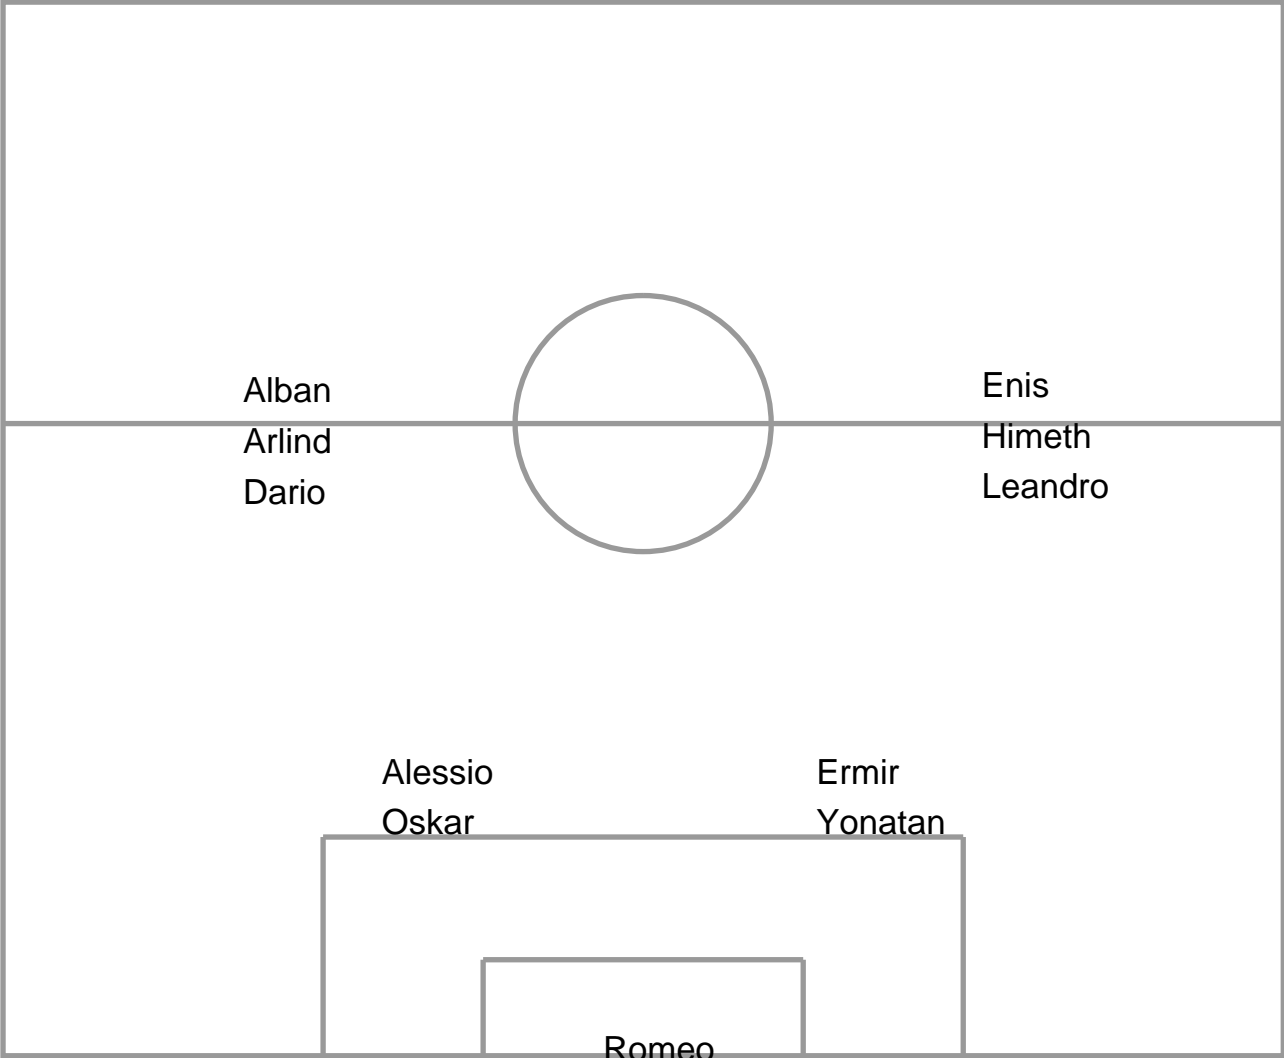 Alban
Arlind
Dario
Enis
Himeth
Leandro
Alessio
Oskar
Ermir
Yonatan
Romeo